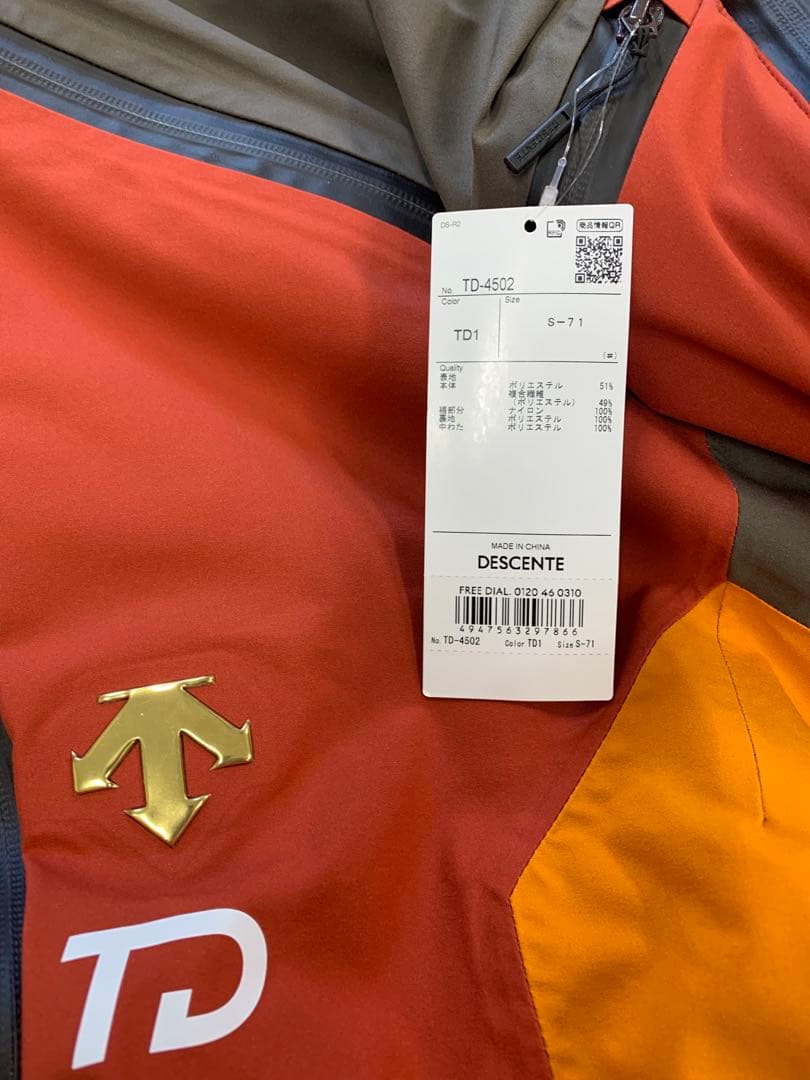 DS-R2
商品情報QR
No. TD-4502
Color
Size
TD1
S-71
(#)
Quality
表地
本体 ポリエステル 51%
複合繊維
(ポリエステル) 49%
ナイロン 100%
裏地 ポリエステル 100%
中わた ポリエステル 100%
MADE IN CHINA
DESCENTE
FREE DIAL. 0120 46 0310
4947563297866
No. TD-4502 Color TD1 Size S-71
TD